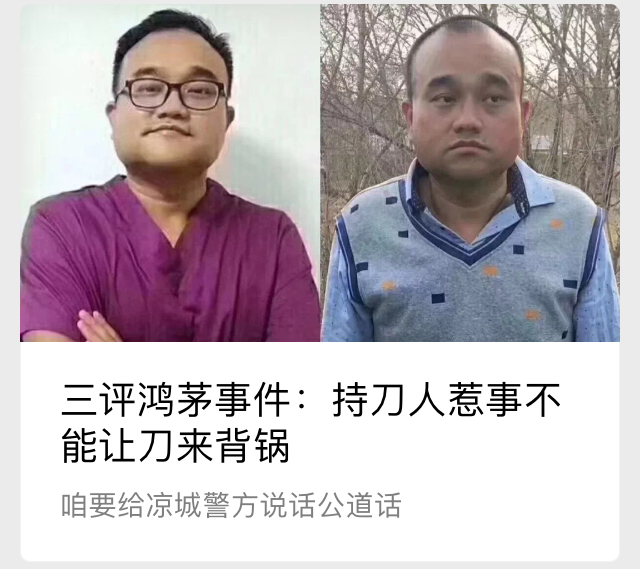 三评鸿茅事件：持刀人惹事不
能让刀来背锅
咱要给凉城警方说话公道话